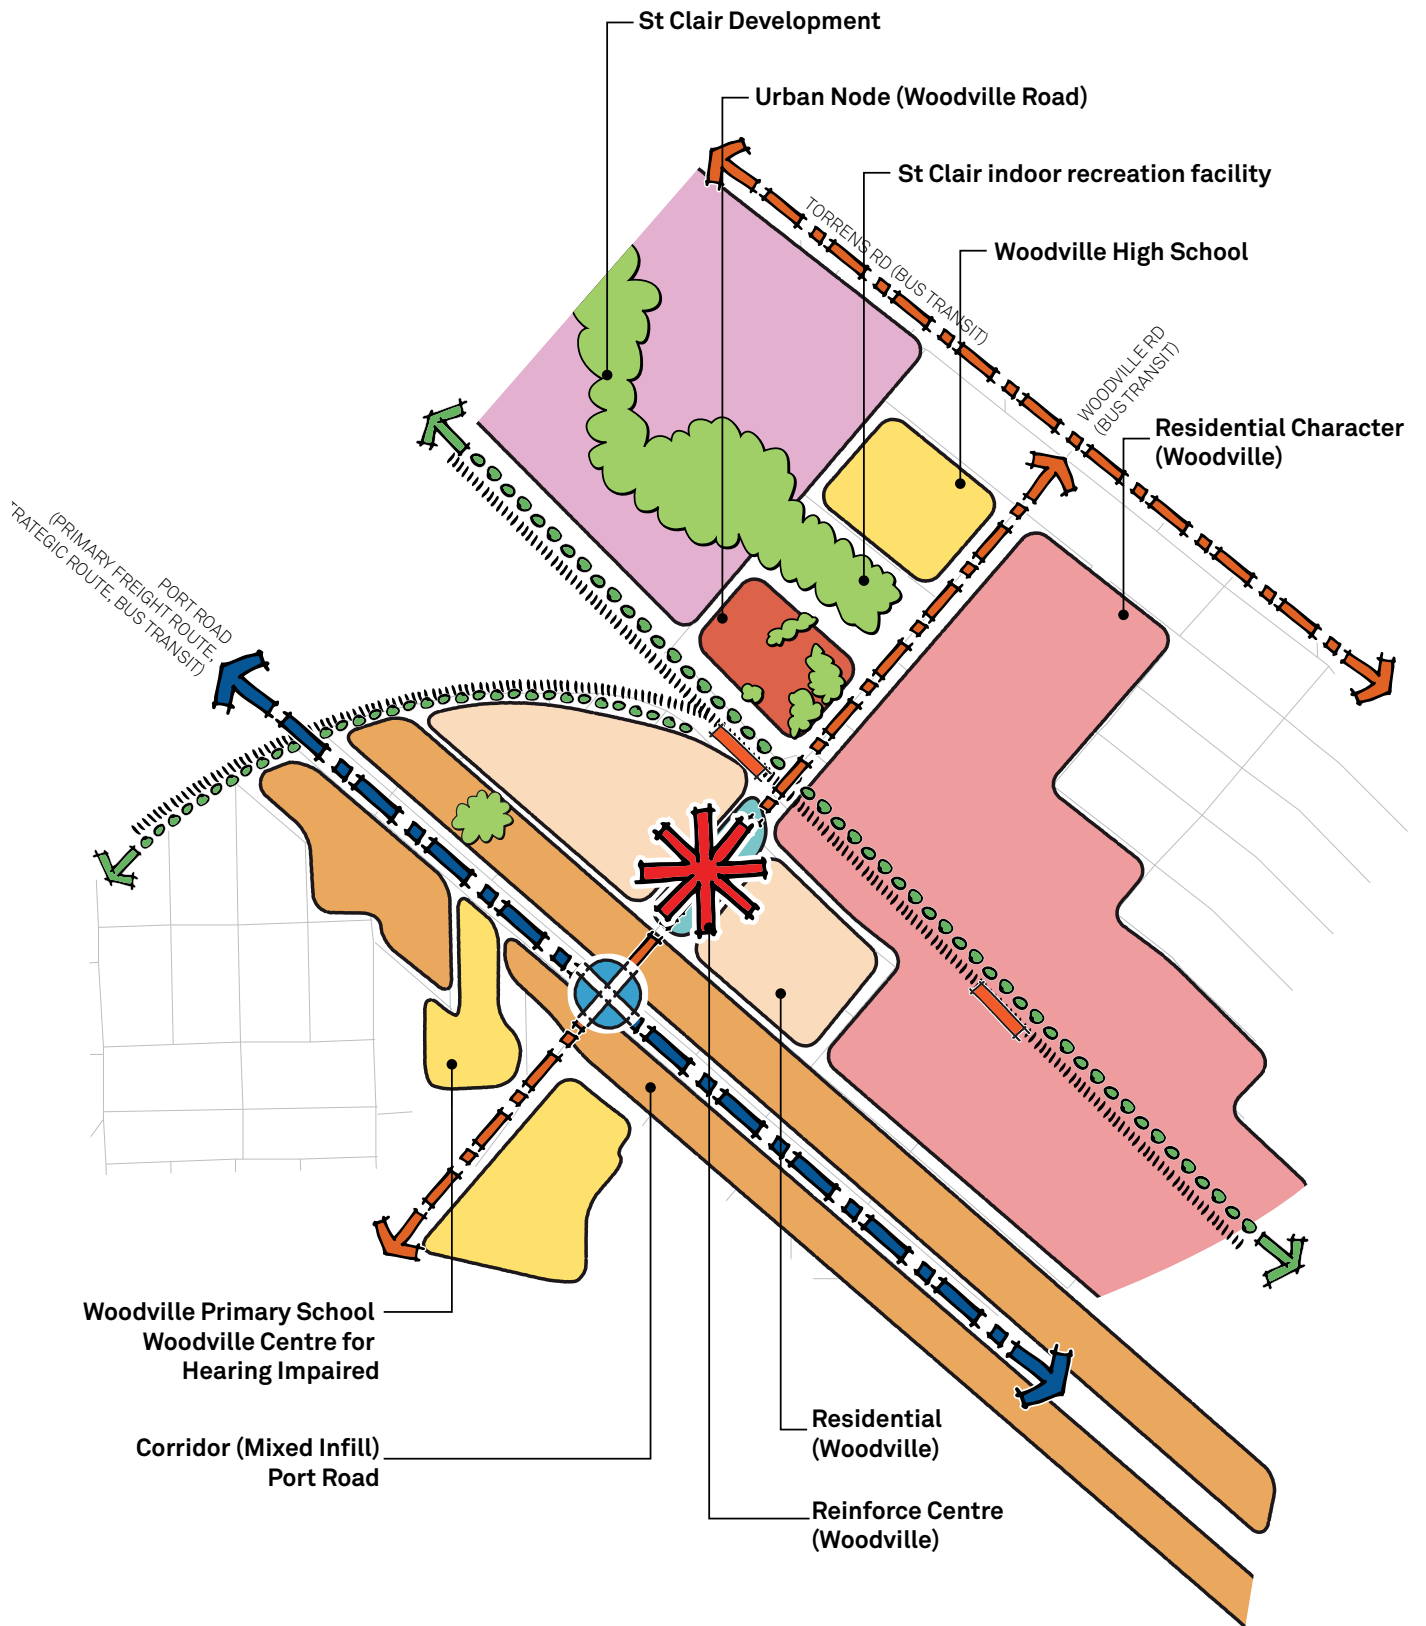 St Clair Development
Urban Node (Woodville Road)
St Clair indoor recreation facility
TORRENS RD (BUS TRANSIT)
Woodville High School
WOODVILLE RD
(BUS TRANSIT)
Residential Character
(Woodville)
PORT ROAD
(PRIMARY FREIGHT ROUTE,
TRATEGIC ROUTE, BUS TRANSIT)
Woodville Primary School
Woodville Centre for
Hearing Impaired
Corridor (Mixed Infill)
Port Road
Residential
(Woodville)
Reinforce Centre
(Woodville)